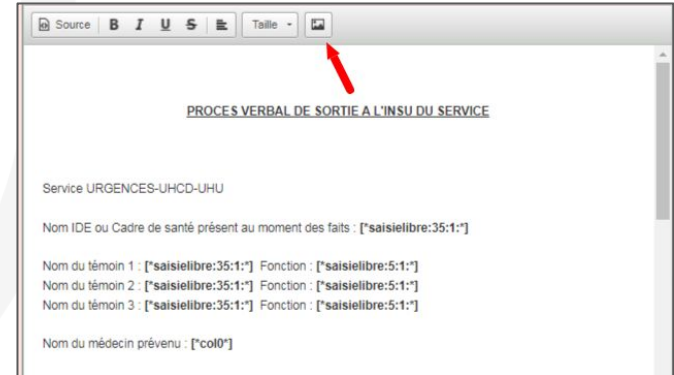 Source B I U S Taille
PROCES VERBAL DE SORTIE A L'INSU DU SERVICE
Service URGENCES-UHCD-UHU
Nom IDE ou Cadre de santé présent au moment des faits : [*saisielibre:35:1:*]
Nom du témoin 1 : [*saisielibre:35:1:*] Fonction : [*saisielibre:5:1:*]
Nom du témoin 2 : [*saisielibre:35:1:*] Fonction : [*saisielibre:5:1:*]
Nom du témoin 3 : [*saisielibre:35:1:*] Fonction : [*saisielibre:5:1:*]
Nom du médecin prévenu : [*col0*]